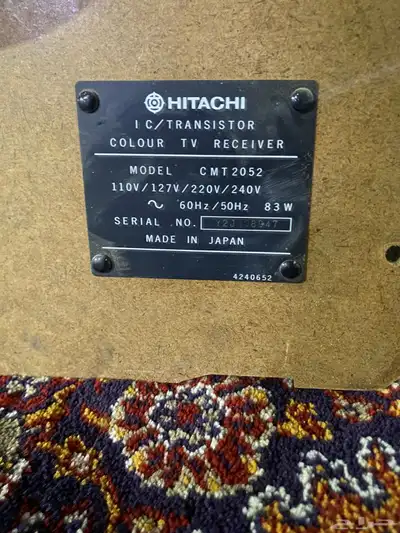 HITACHI
IC/TRANSISTOR
COLOUR TV RECEIVER
MODEL CMT2052
110V/127V/220V/240V
~ 60Hz/50Hz 83W
SERIAL NO.
MADE IN JAPAN
4240652
حراج